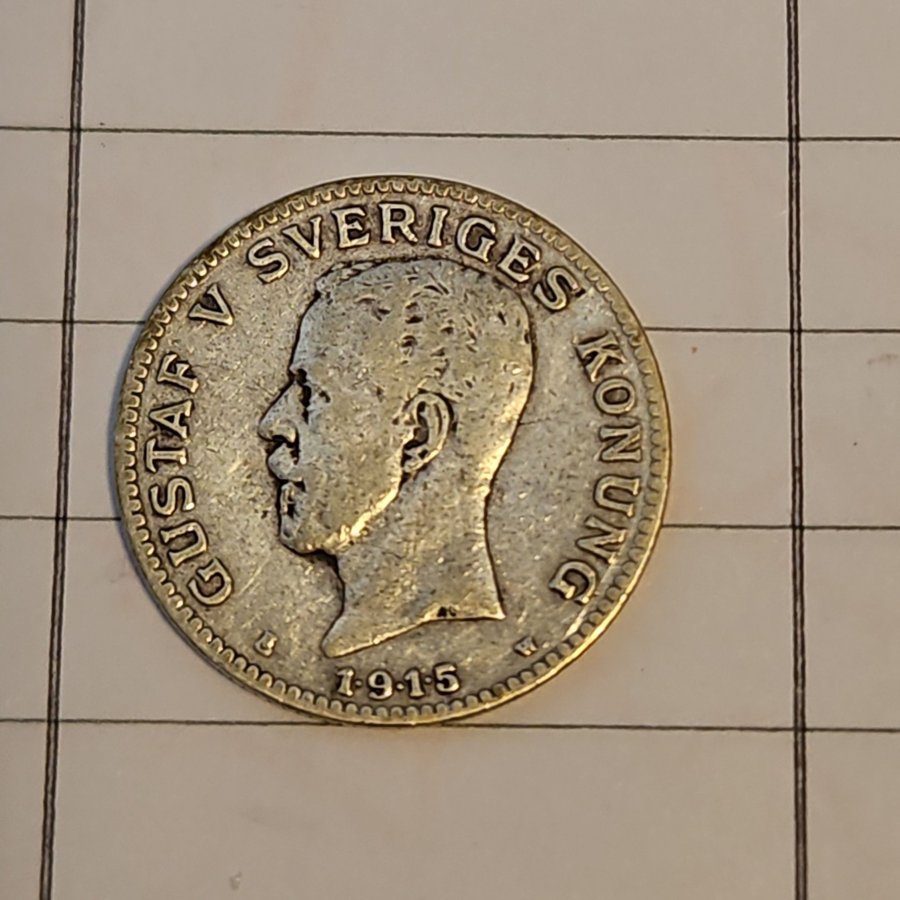 GUSTAF V SVERIGES KONUNG
W
1·9·1·5